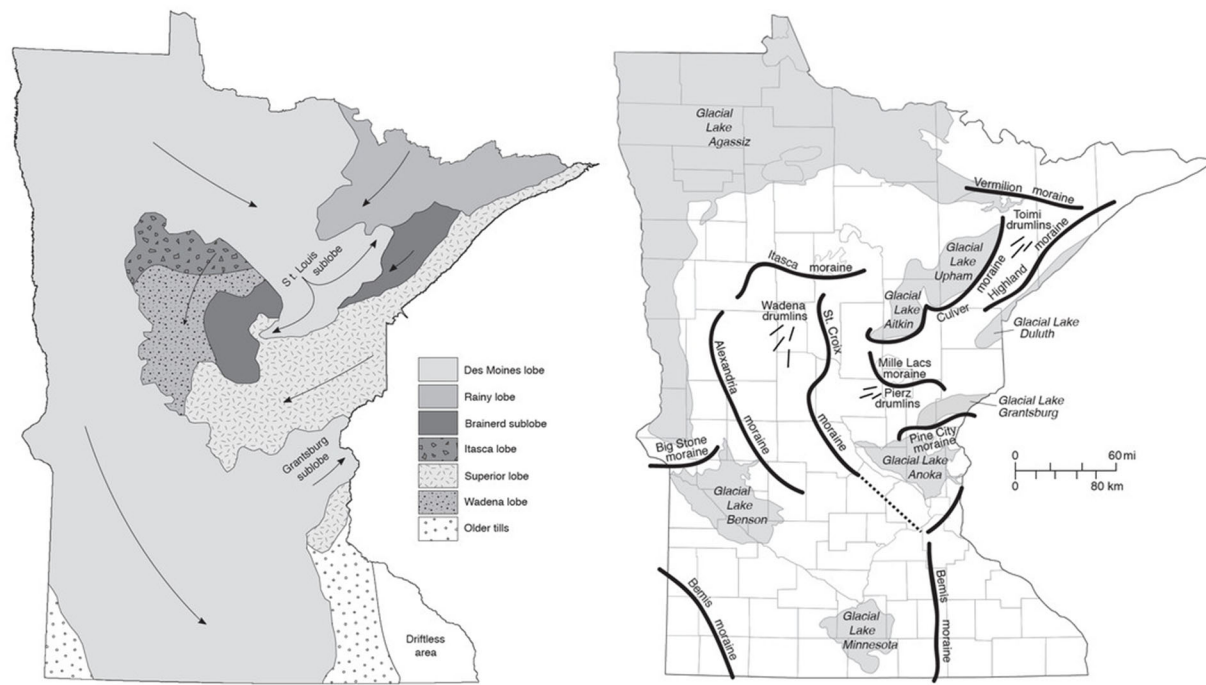 St. Louis
sublobe
Grantsburg
sublobe
Des Moines lobe
Rainy lobe
Brainerd sublobe
Itasca lobe
Superior lobe
Wadena lobe
Older tills
Driftless
area
Glacial
Lake
Agassiz
Vermilion moraine
Toimi
drumlins
Glacial
Lake
Upham
Highland moraine
Culver moraine
Itasca moraine
Glacial
Lake
Aitkin
Wadena
drumlins
St. Croix moraine
Glacial Lake
Duluth
Alexandria moraine
Mille Lacs
moraine
Pierz
drumlins
Glacial Lake
Grantsburg
Pine City
moraine
Big Stone
moraine
Glacial Lake
Anoka
0 60 mi
0 80 km
Glacial
Lake
Benson
Bemis moraine
Bemis moraine
Glacial
Lake
Minnesota